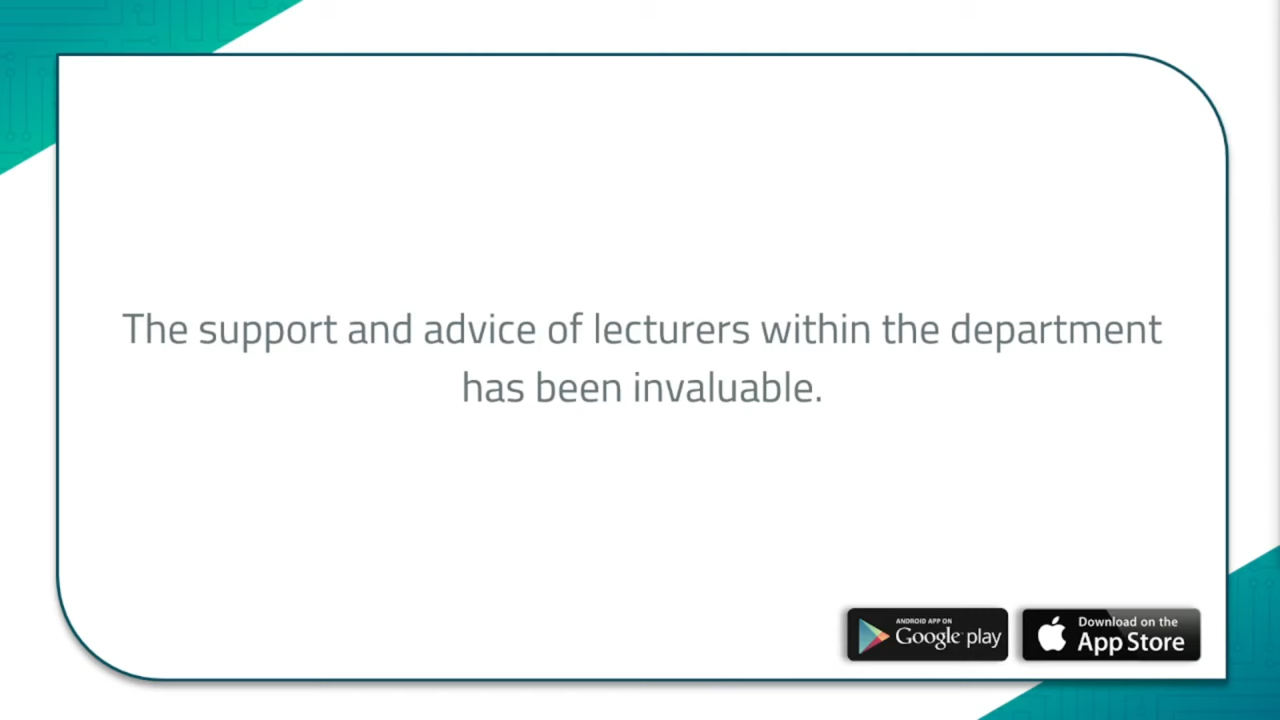 The support and advice of lecturers within the department
has been invaluable.
ANDROID APP ON
Google play
Download on the
App Store